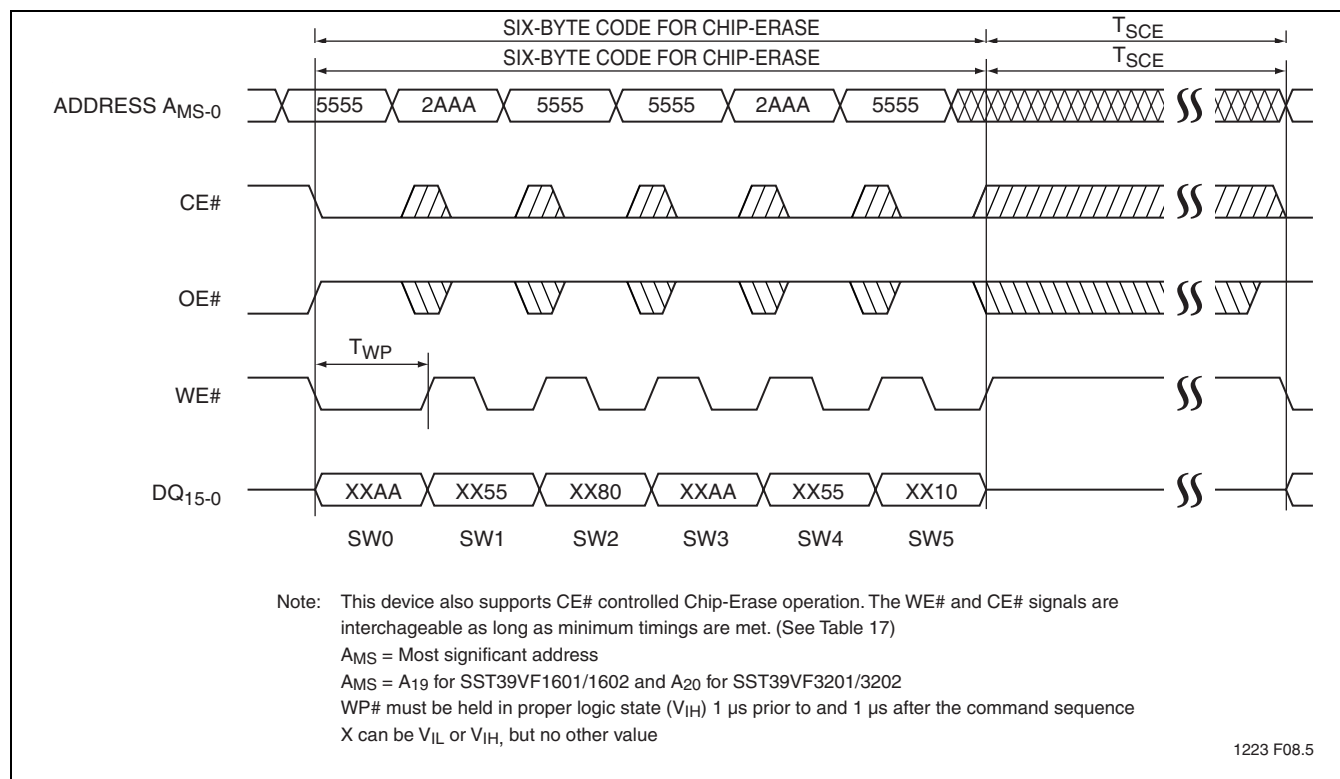 SIX-BYTE CODE FOR CHIP-ERASE TSCE
SIX-BYTE CODE FOR CHIP-ERASE TSCE
ADDRESS AMS-0 5555 2AAA 5555 5555 2AAA 5555
CE#
OE#
TWP
WE#
DQ15-0 XXAA XX55 XX80 XXAA XX55 XX10
SW0 SW1 SW2 SW3 SW4 SW5
Note: This device also supports CE# controlled Chip-Erase operation. The WE# and CE# signals are
interchageable as long as minimum timings are met. (See Table 17)
AMS = Most significant address
AMS = A19 for SST39VF1601/1602 and A20 for SST39VF3201/3202
WP# must be held in proper logic state (VIH) 1 µs prior to and 1 µs after the command sequence
X can be VIL or VIH, but no other value
1223 F08.5